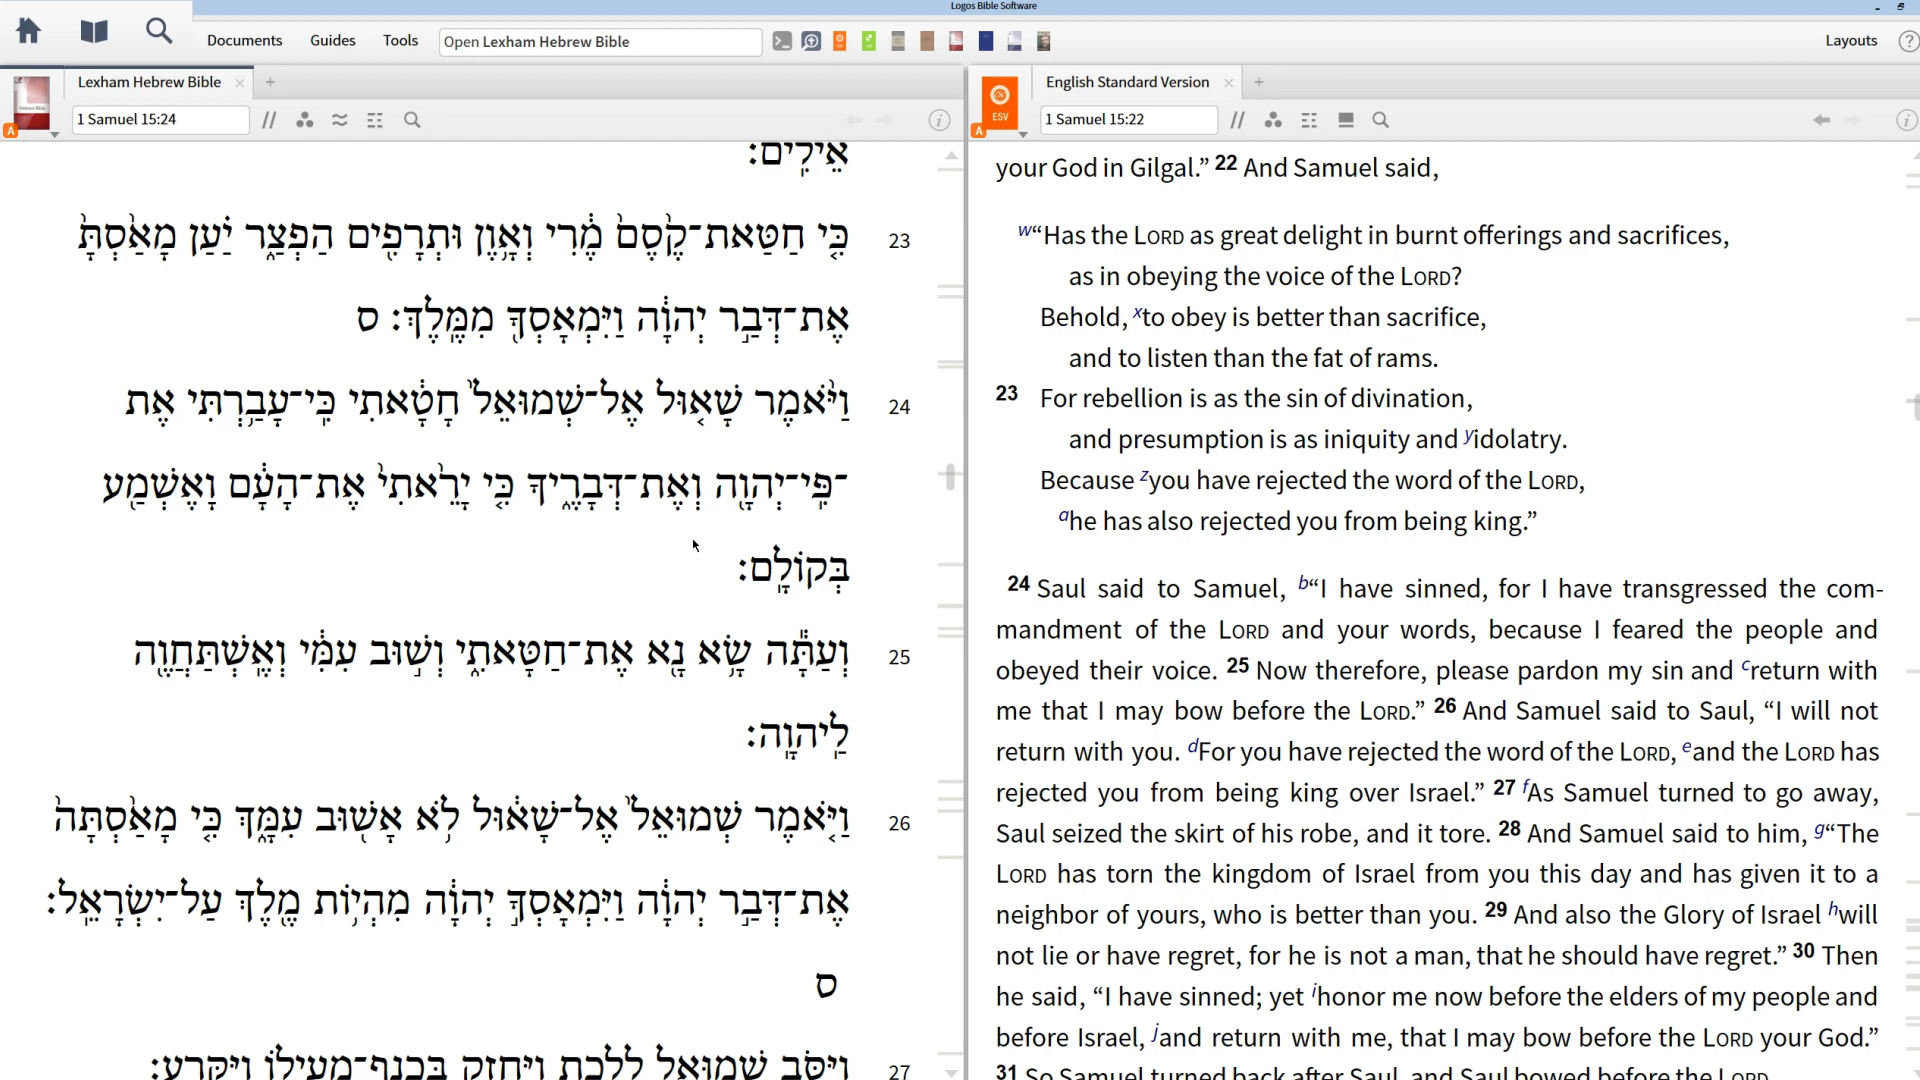 Logos Bible Software
Documents Guides Tools Open Lexham Hebrew Bible Layouts
Lexham Hebrew Bible
1 Samuel 15:24
אֵילִֽים׃
23 כִּ֤י חַטַּאת־קֶ֙סֶם֙ מֶ֔רִי וְאָ֥וֶן וּתְרָפִ֖ים הַפְצַ֑ר יַ֗עַן מָאַ֙סְתָּ֙
אֶת־דְּבַ֣ר יְהוָ֔ה וַיִּמְאָסְךָ֖ מִמֶּֽלֶךְ׃ ס
24 וַיֹּ֨אמֶר שָׁא֤וּל אֶל־שְׁמוּאֵל֙ חָטָ֔אתִי כִּֽי־עָבַ֥רְתִּי אֶת
־פִּֽי־יְהוָ֖ה וְאֶת־דְּבָרֶ֑יךָ כִּ֤י יָרֵ֙אתִי֙ אֶת־הָעָ֔ם וָאֶשְׁמַ֖ע
בְּקוֹלָֽם׃
25 וְעַתָּ֕ה שָׂ֥א נָ֖א אֶת־חַטָּאתִ֑י וְשׁ֣וּב עִמִּ֔י וְאֶֽשְׁתַּחֲוֶ֖ה
לַֽיהוָֽה׃
26 וַיֹּ֤אמֶר שְׁמוּאֵל֙ אֶל־שָׁא֔וּל לֹ֥א אָשׁ֖וּב עִמָּ֑ךְ כִּ֤י מָאַ֙סְתָּה֙
אֶת־דְּבַ֣ר יְהוָ֔ה וַיִּמְאָסְךָ֣ יְהוָ֔ה מִהְי֥וֹת מֶ֖לֶךְ עַל־יִשְׂרָאֵֽל׃
ס
27 וַיִּסֹּ֥ב שְׁמוּאֵ֖ל לָלֶ֑כֶת וַיַּחֲזֵ֥ק בִּכְנַף־מְעִיל֖וֹ וַיִּקָּרַֽע׃
English Standard Version
ESV
1 Samuel 15:22
your God in Gilgal.” 22 And Samuel said,
w“Has the LORD as great delight in burnt offerings and sacrifices,
as in obeying the voice of the LORD?
Behold, xto obey is better than sacrifice,
and to listen than the fat of rams.
23 For rebellion is as the sin of divination,
and presumption is as iniquity and yidolatry.
Because zyou have rejected the word of the LORD,
ahe has also rejected you from being king.”
24 Saul said to Samuel, b“I have sinned, for I have transgressed the com-
mandment of the LORD and your words, because I feared the people and
obeyed their voice. 25 Now therefore, please pardon my sin and creturn with
me that I may bow before the LORD.” 26 And Samuel said to Saul, “I will not
return with you. dFor you have rejected the word of the LORD, eand the LORD has
rejected you from being king over Israel.” 27 fAs Samuel turned to go away,
Saul seized the skirt of his robe, and it tore. 28 And Samuel said to him, g“The
LORD has torn the kingdom of Israel from you this day and has given it to a
neighbor of yours, who is better than you. 29 And also the Glory of Israel hwill
not lie or have regret, for he is not a man, that he should have regret.” 30 Then
he said, “I have sinned; yet ihonor me now before the elders of my people and
before Israel, jand return with me, that I may bow before the LORD your God.”
31 So Samuel turned back after Saul, and Saul bowed before the LORD.